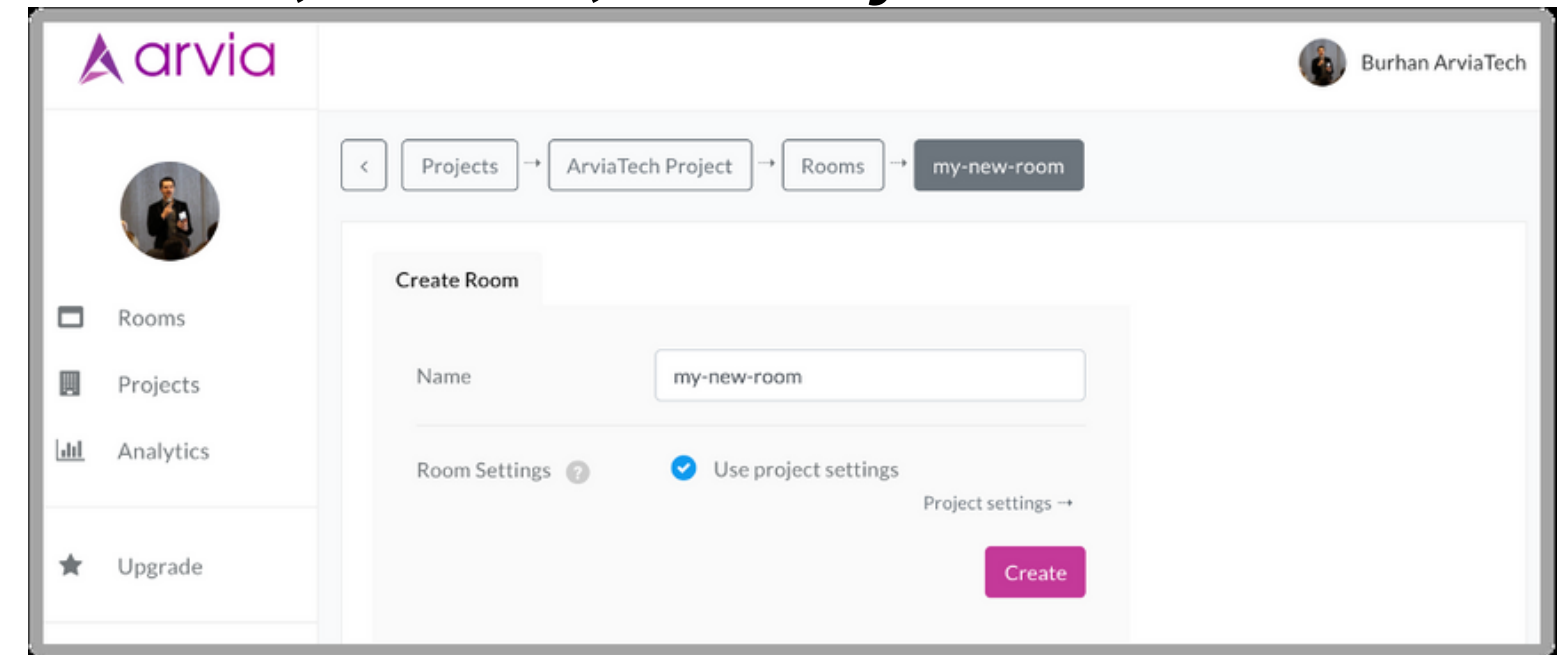 arvia
Burhan ArviaTech
< Projects → ArviaTech Project → Rooms → my-new-room
Create Room
Rooms
Name my-new-room
Projects
Analytics
Room Settings ? Use project settings
Project settings →
Upgrade
Create